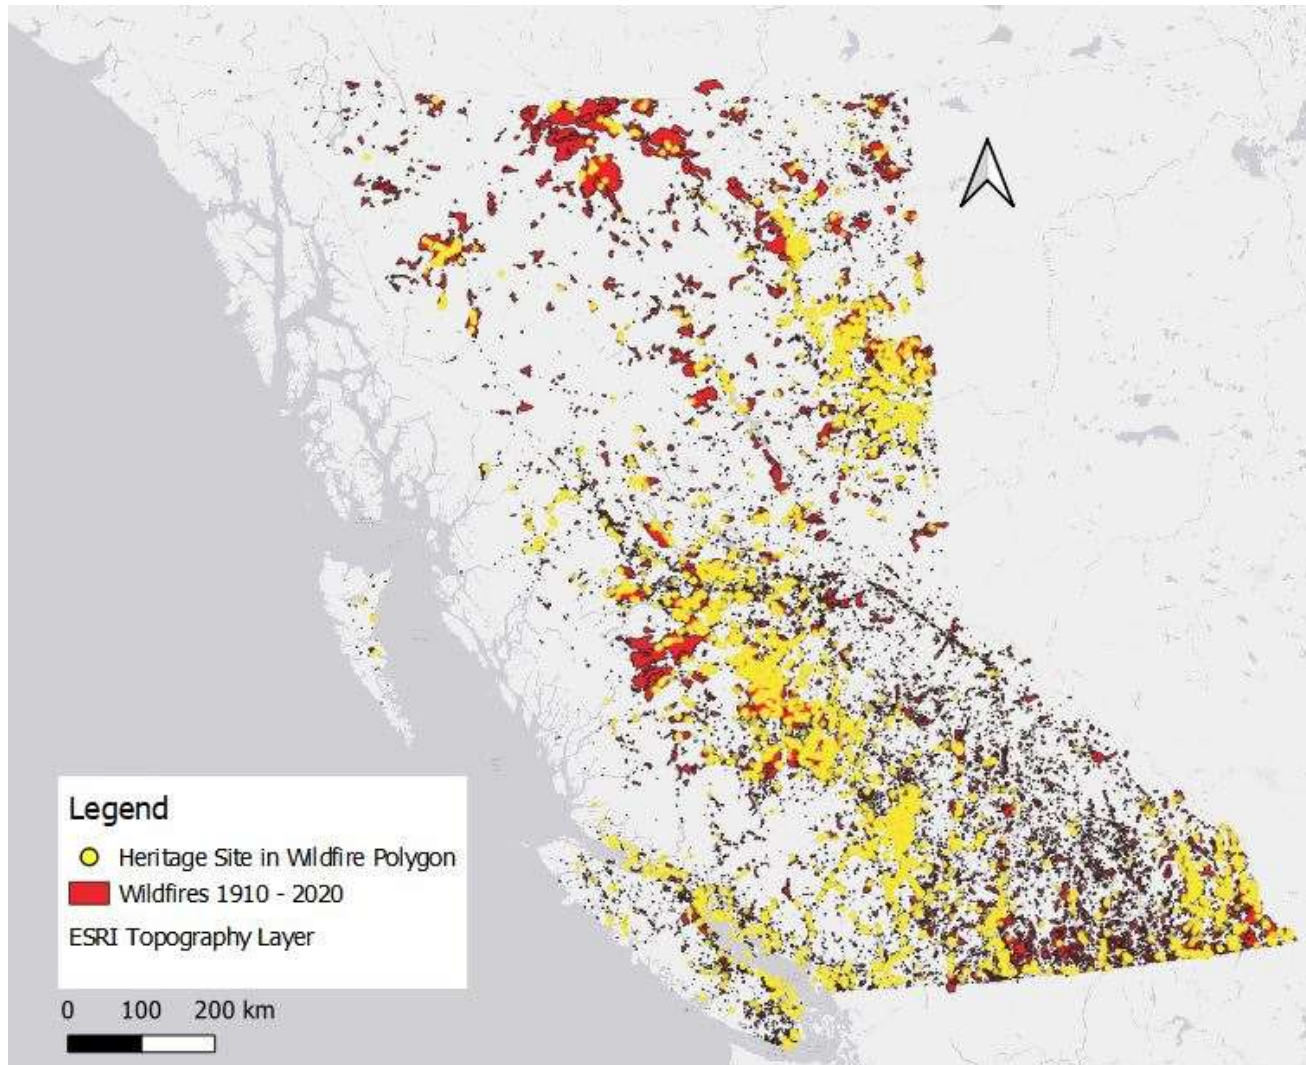 Legend
Heritage Site in Wildfire Polygon
Wildfires 1910 - 2020
ESRI Topography Layer
0 100 200 km